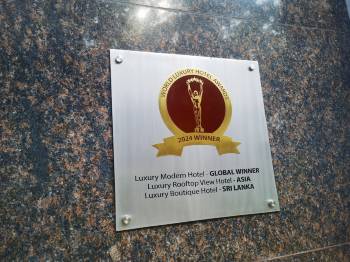 WORLD LUXURY HOTEL AWARDS
2024 WINNER
Luxury Modern Hotel - GLOBAL WINNER
Luxury Rooftop View Hotel - ASIA
Luxury Boutique Hotel - SRI LANKA